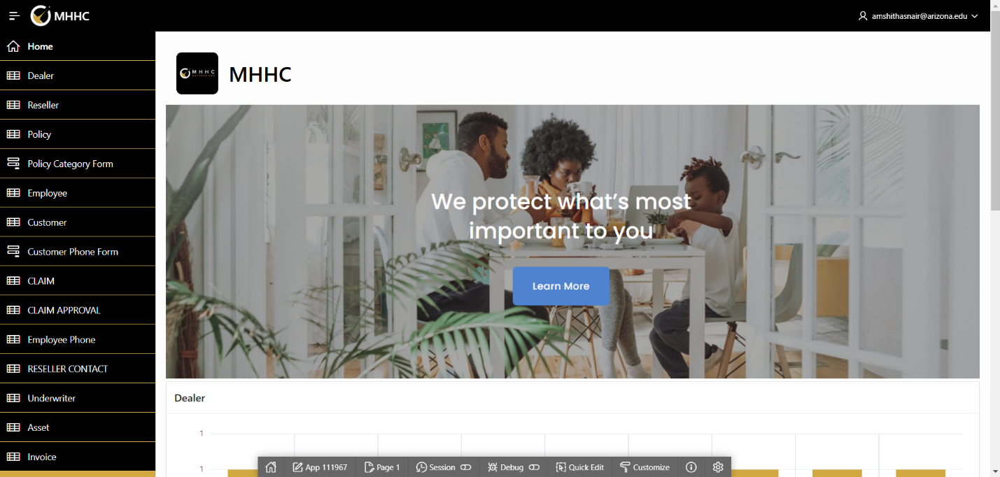 MHHC
amshithasnair@arizona.edu
Home
Dealer
Reseller
Policy
Policy Category Form
Employee
Customer
Customer Phone Form
CLAIM
CLAIM APPROVAL
Employee Phone
RESELLER CONTACT
Underwriter
Asset
Invoice
MHHC
MHHC
We protect what's most
important to you
Learn More
Dealer
1
1
App 111967 Page 1 Session Debug Quick Edit Customize